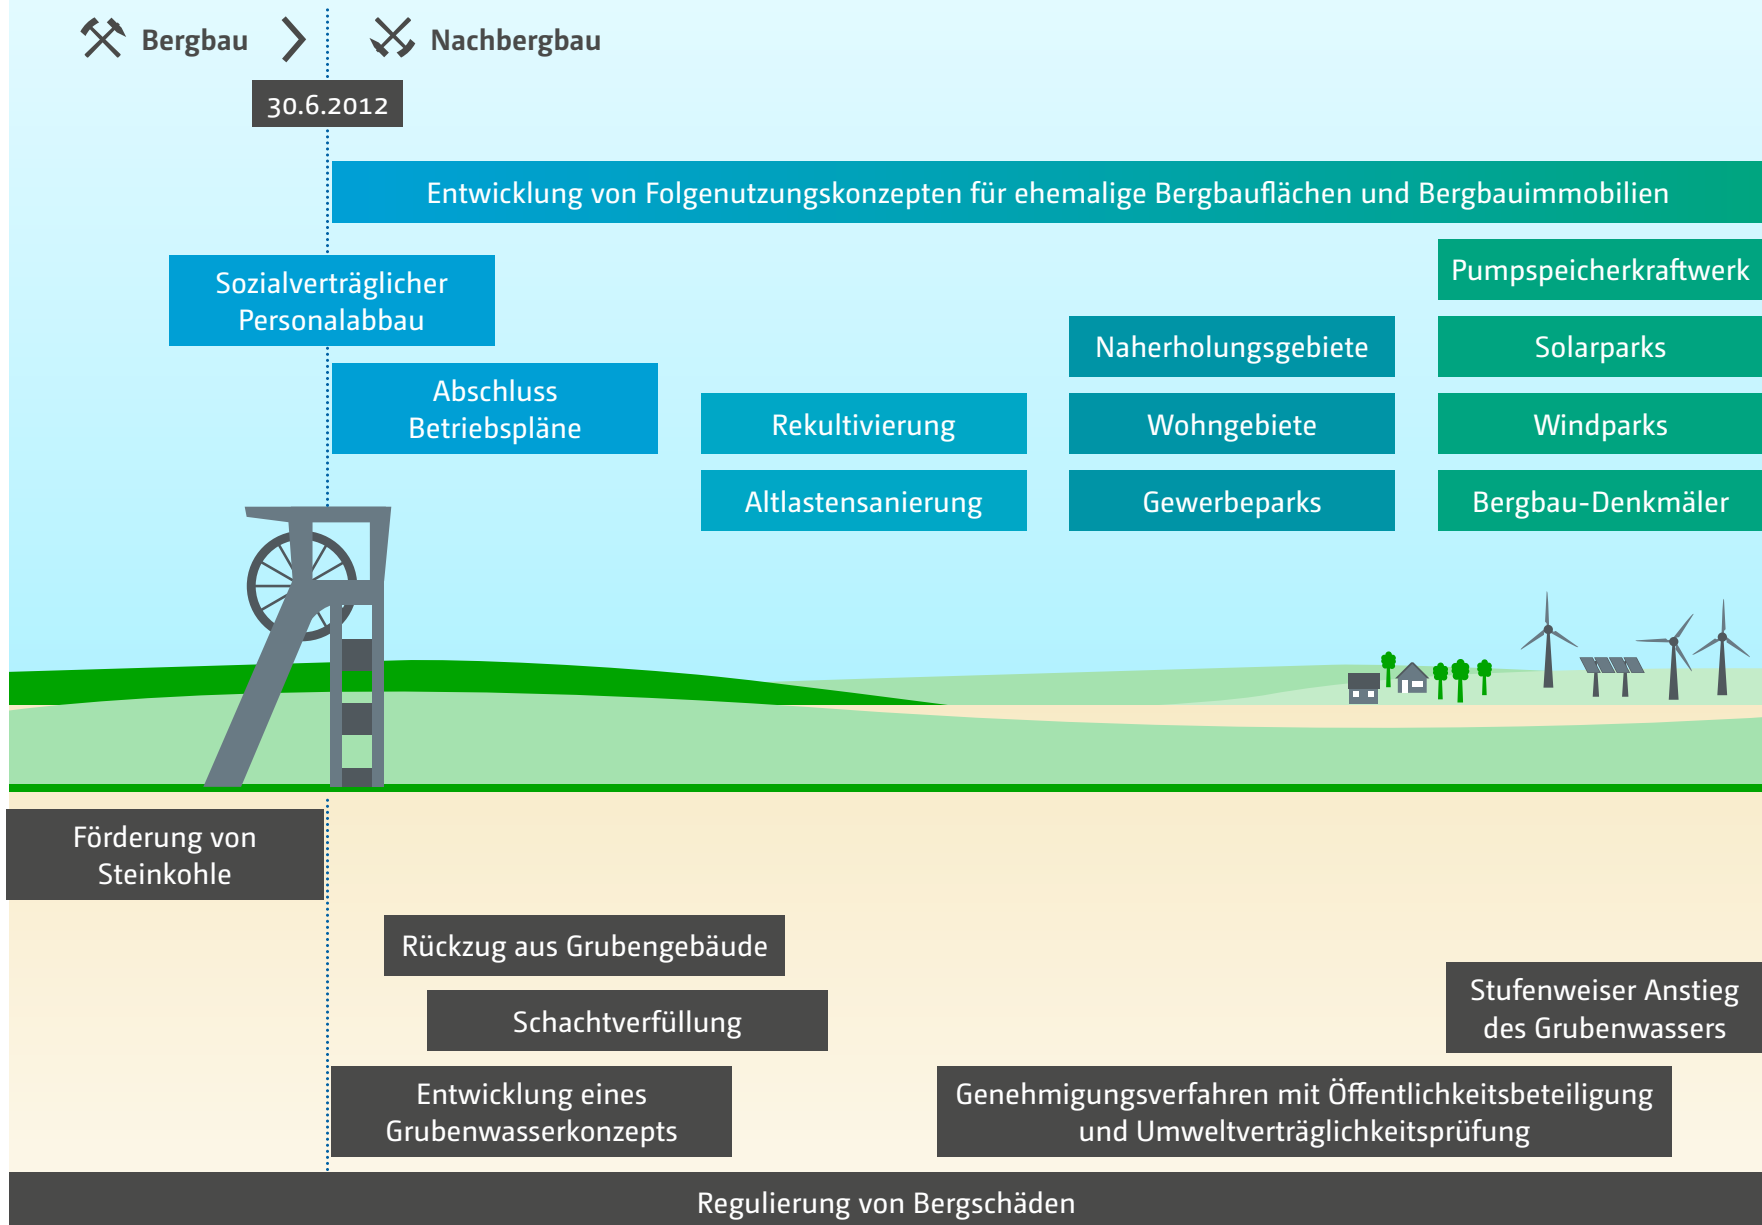 Bergbau
Nachbergbau
30.6.2012
Entwicklung von Folgenutzungskonzepten für ehemalige Bergbauflächen und Bergbauimmobilien
Sozialverträglicher
Personalabbau
Abschluss
Betriebspläne
Rekultivierung
Altlastensanierung
Naherholungsgebiete
Wohngebiete
Gewerbeparks
Pumpspeicherkraftwerk
Solarparks
Windparks
Bergbau-Denkmäler
Förderung von
Steinkohle
Rückzug aus Grubengebäude
Schachtverfüllung
Entwicklung eines
Grubenwasserkonzepts
Genehmigungsverfahren mit Öffentlichkeitsbeteiligung
und Umweltverträglichkeitsprüfung
Stufenweiser Anstieg
des Grubenwassers
Regulierung von Bergschäden